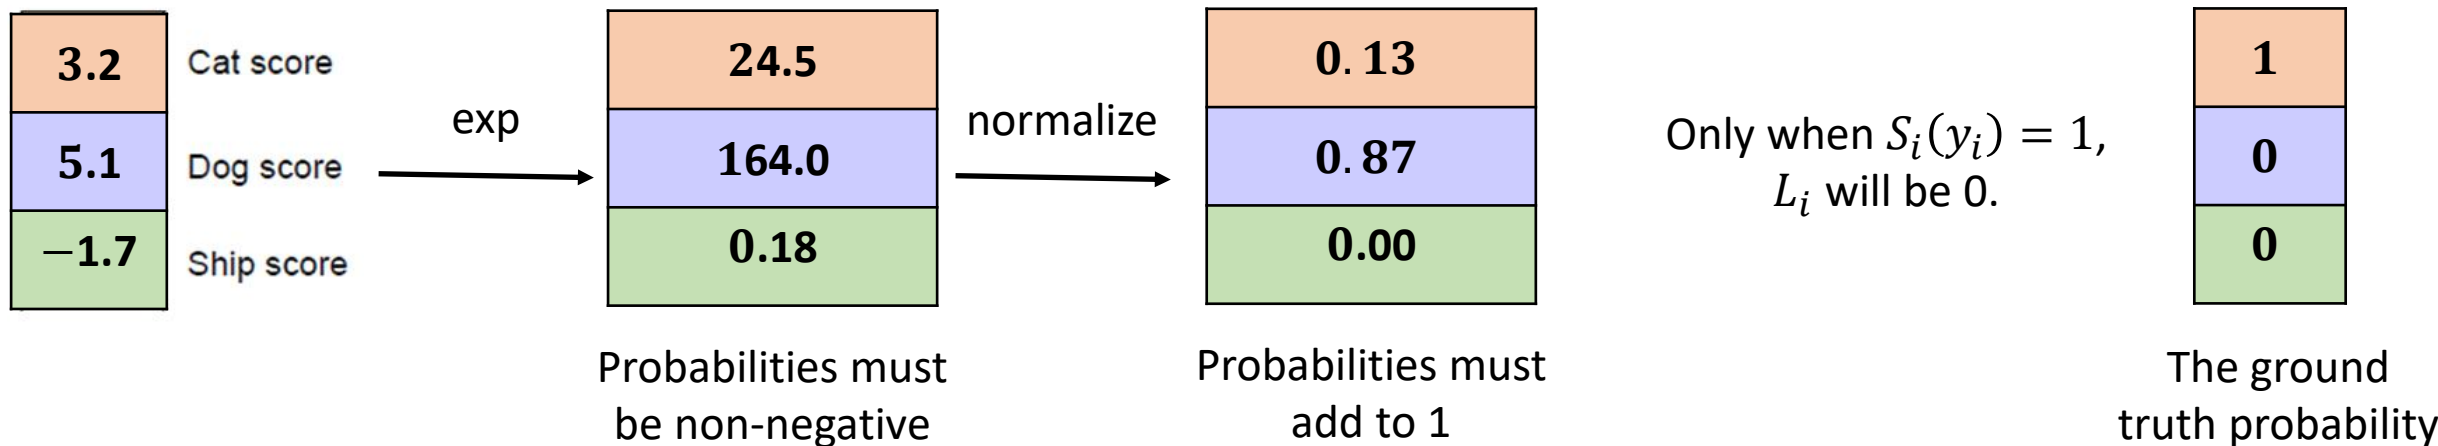 3.2 Cat score
5.1 Dog score
−1.7 Ship score
exp
24.5
164.0
0.18
Probabilities must
be non-negative
normalize
0.13
0.87
0.00
Probabilities must
add to 1
Only when S_i(y_i) = 1,
L_i will be 0.
1
0
0
The ground
truth probability